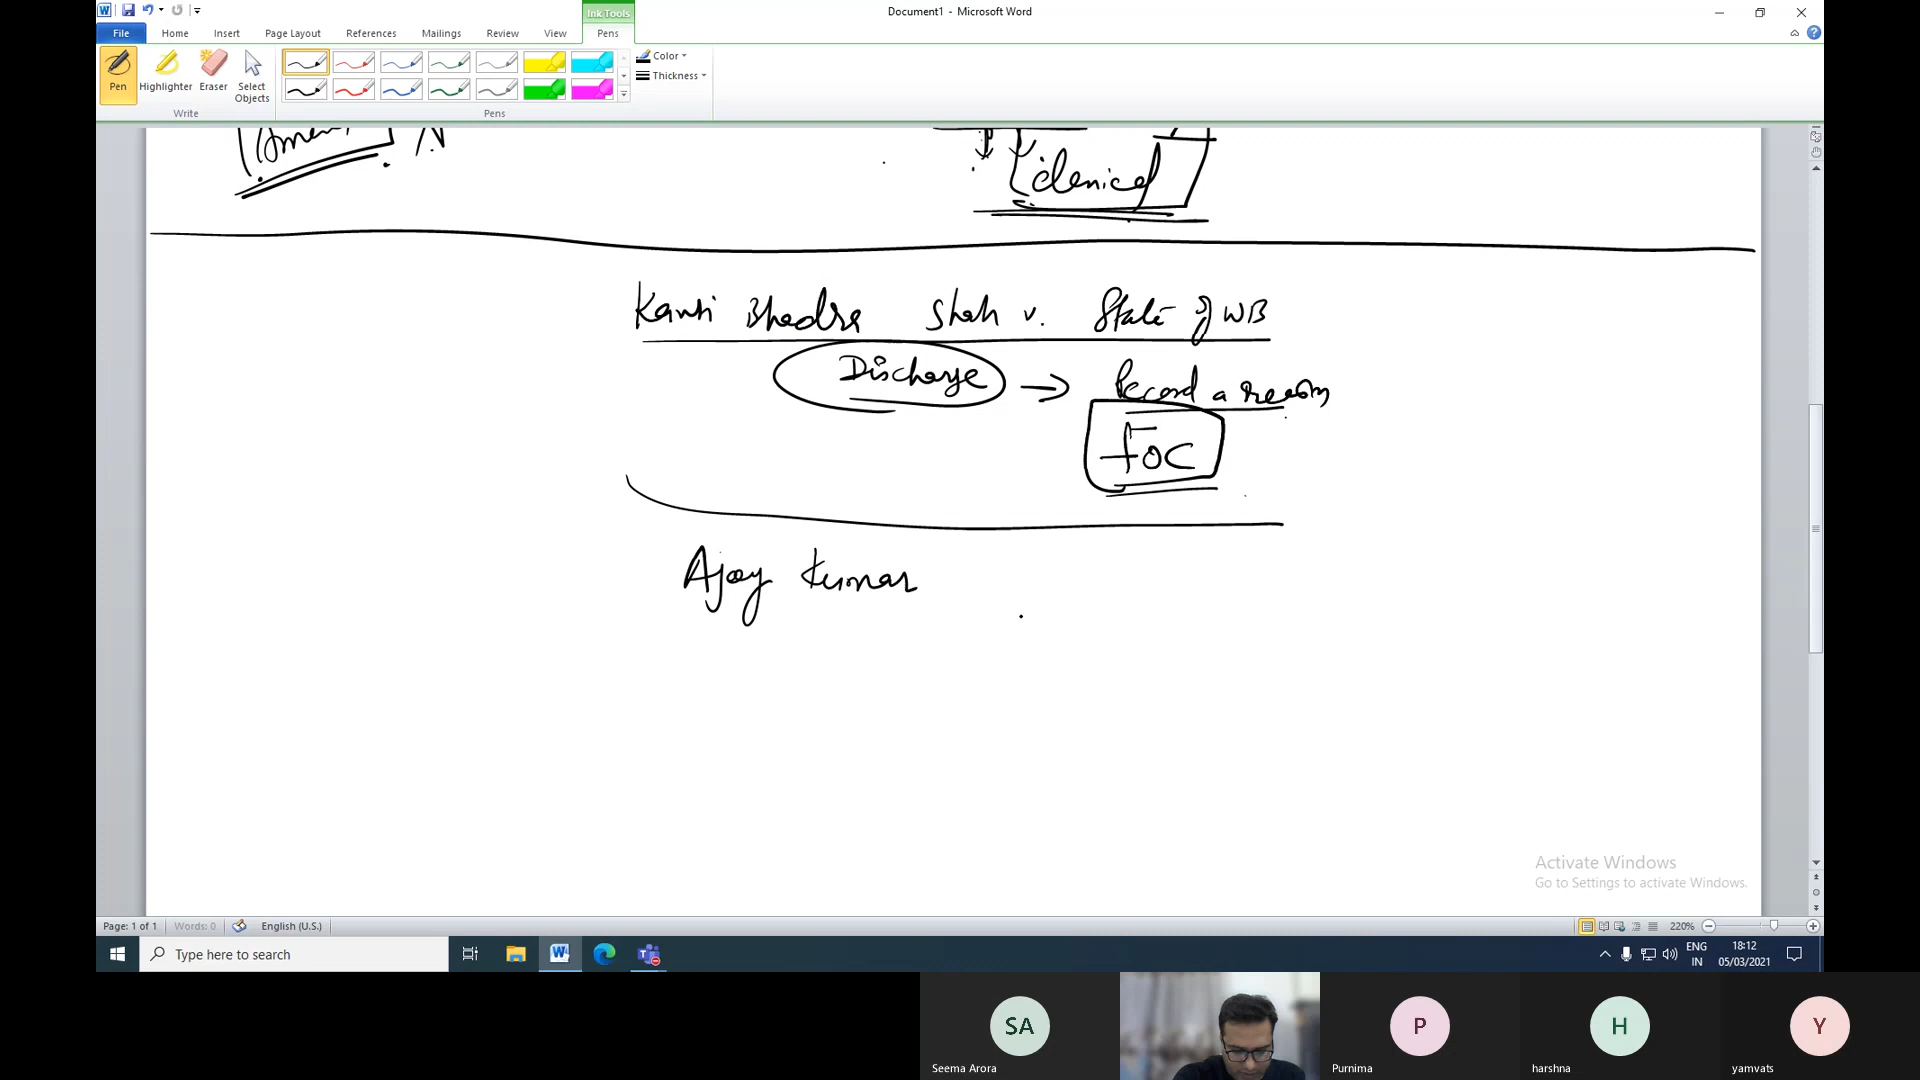 Document1 - Microsoft Word
Ink Tools
File Home Insert Page Layout References Mailings Review View Pens
Pen Highlighter Eraser Select Objects
Color
Thickness
Write Pens
clerical
Kanti Bhadra Shah v. State of WB
Discharge → Record a reason
FOC
Ajay Kumar
Activate Windows
Go to Settings to activate Windows.
Page: 1 of 1 Words: 0 English (U.S.) 220%
Type here to search
ENG
IN
18:12
05/03/2021
SA P H Y
Seema Arora Purnima harshna yamvats